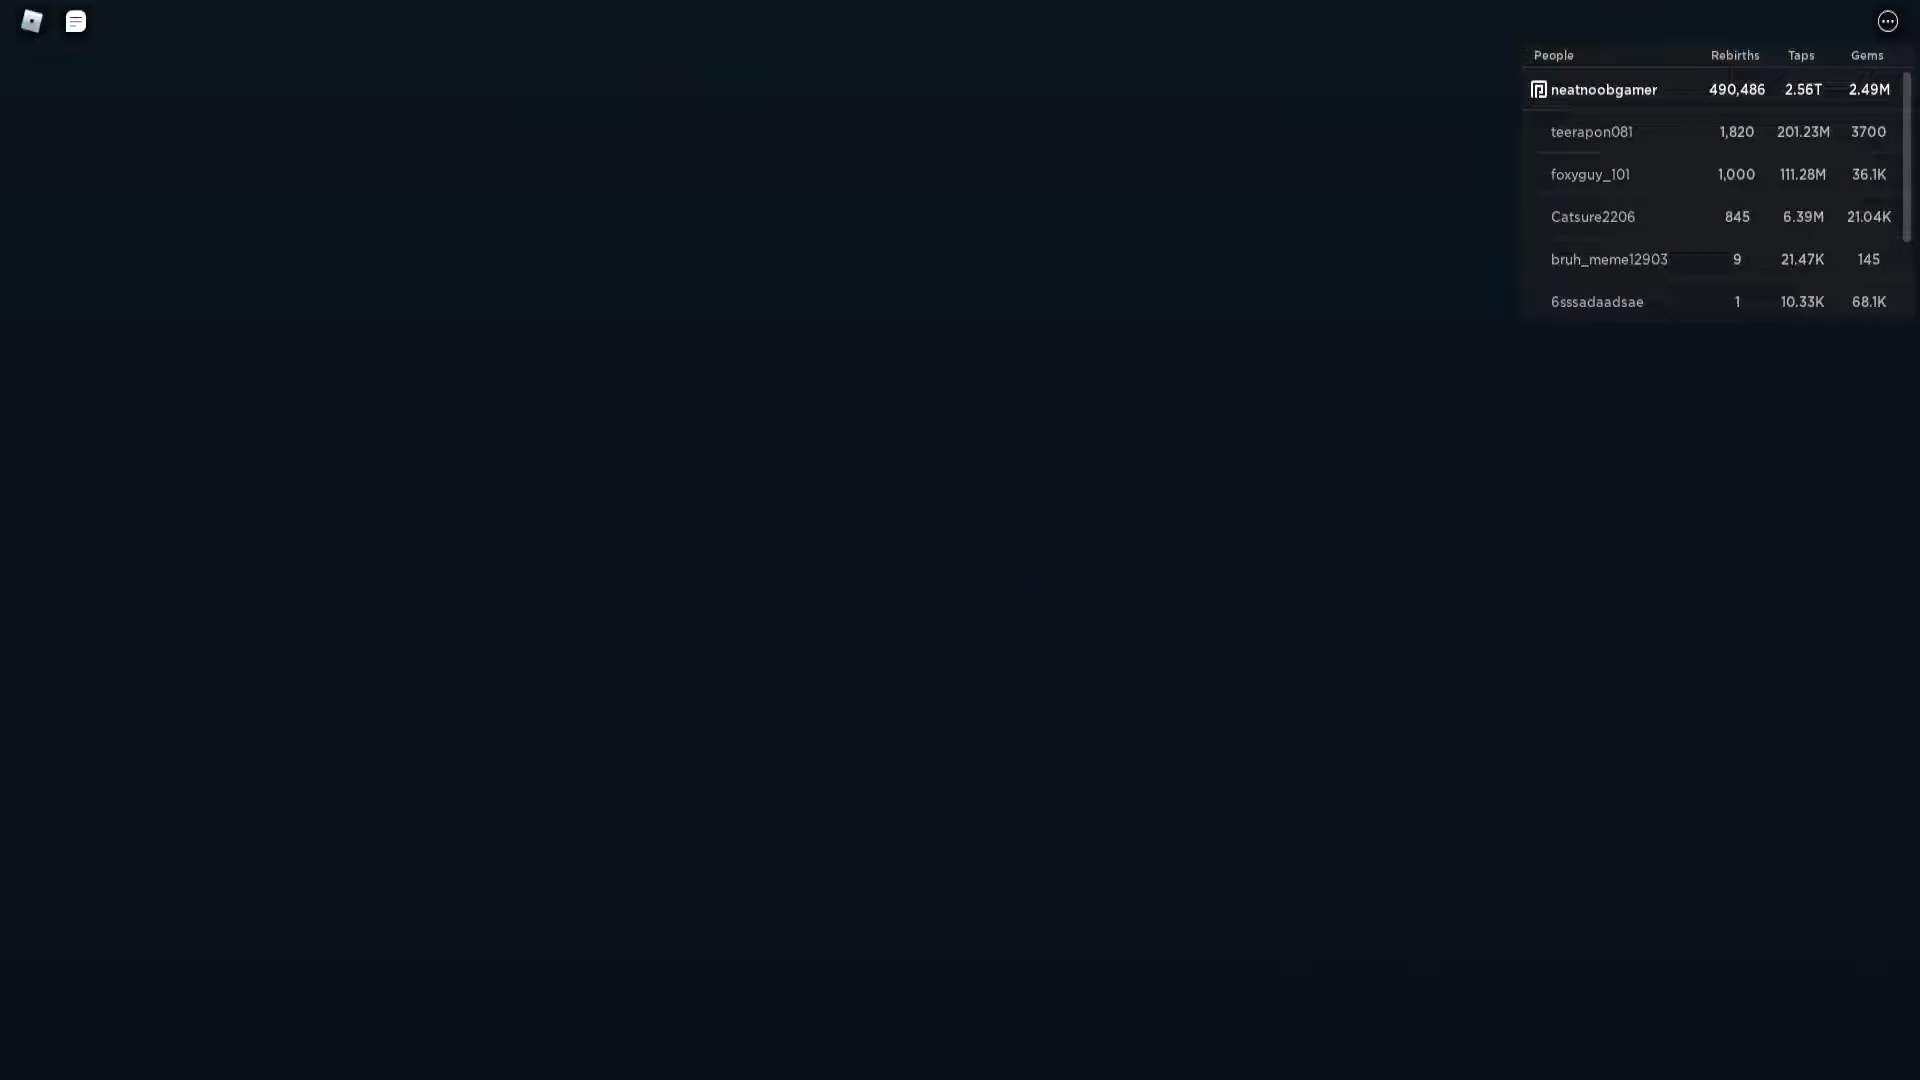 People Rebirths Taps Gems
neatnoobgamer 490,486 2.56T 2.49M
teerapon081 1,820 201.23M 3700
foxyguy_101 1,000 111.28M 36.1K
Catsure2206 845 6.39M 21.04K
bruh_meme12903 9 21.47K 145
6sssadaadsae 1 10.33K 68.1K